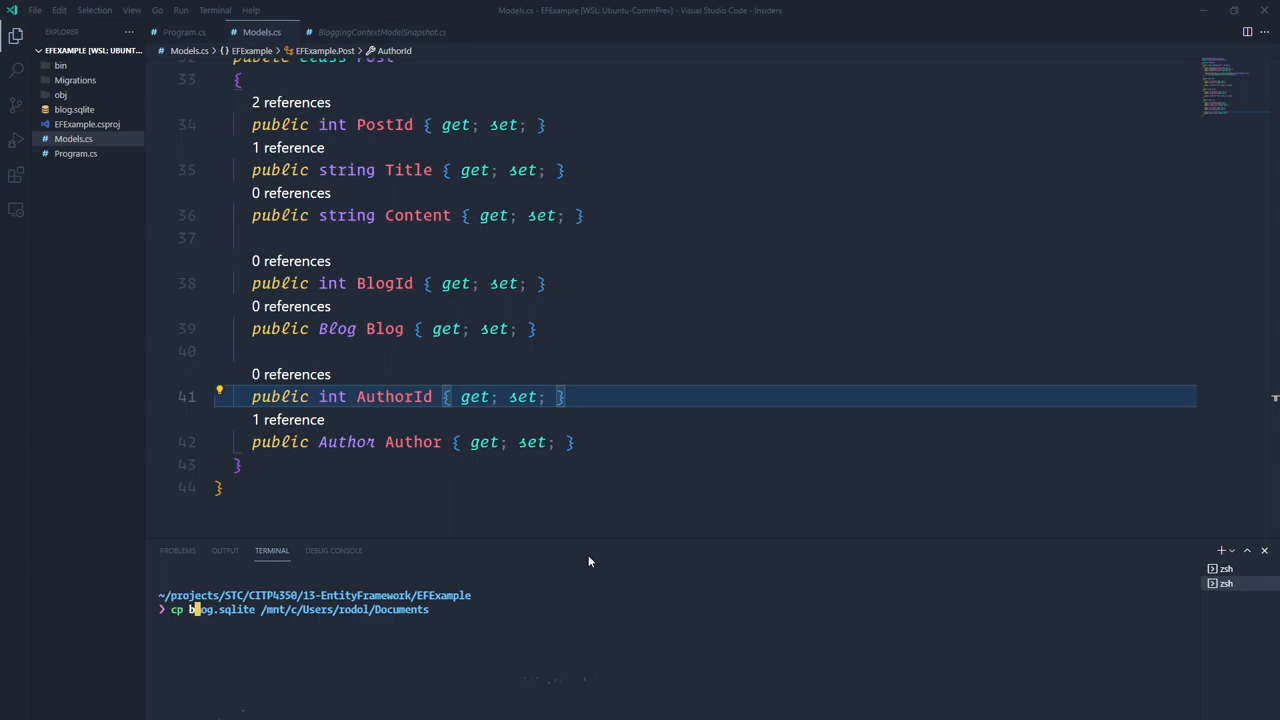 File Edit Selection View Go Run Terminal Help
Models.cs - EFExample [WSL: Ubuntu-CommPrev] - Visual Studio Code - Insiders
EXPLORER
Program.cs Models.cs BloggingContextModelSnapshot.cs
EFEXAMPLE [WSL: UBUNT...
Models.cs > {} EFExample > EFExample.Post > AuthorId
bin
Migrations
obj
blog.sqlite
EFExample.csproj
Models.cs
Program.cs
32 public class Post
33 {
2 references
34 public int PostId { get; set; }
1 reference
35 public string Title { get; set; }
0 references
36 public string Content { get; set; }
37
0 references
38 public int BlogId { get; set; }
0 references
39 public Blog Blog { get; set; }
40
0 references
41 public int AuthorId { get; set; }
1 reference
42 public Author Author { get; set; }
43 }
44 }
PROBLEMS OUTPUT TERMINAL DEBUG CONSOLE
zsh
zsh
~/projects/STC/CITP4350/13-EntityFramework/EFExample
❯ cp blog.sqlite /mnt/c/Users/rodol/Documents